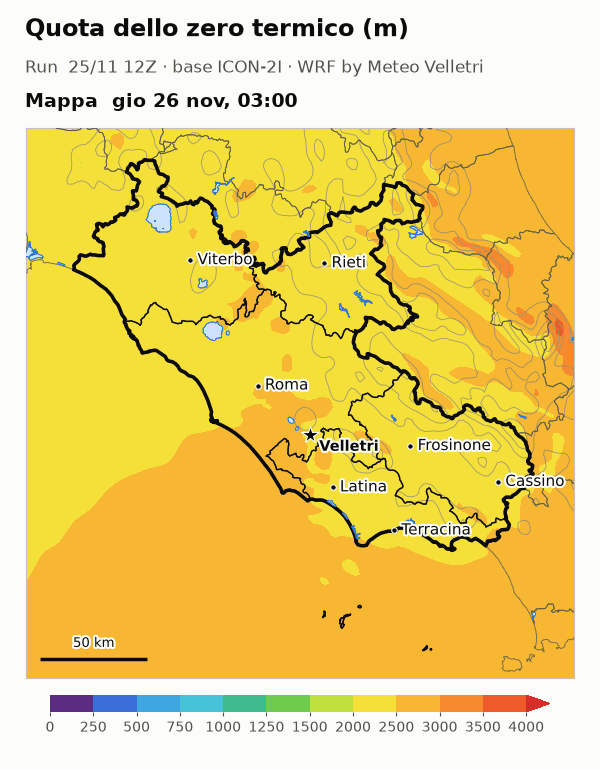 Quota dello zero termico (m)
Run  25/11 12Z · base ICON-2I · WRF by Meteo Velletri
Mappa  gio 26 nov, 03:00
Viterbo
Rieti
Roma
Velletri
Frosinone
Cassino
Latina
Terracina
50 km
0 250 500 750 1000 1250 1500 2000 2500 3000 3500 4000